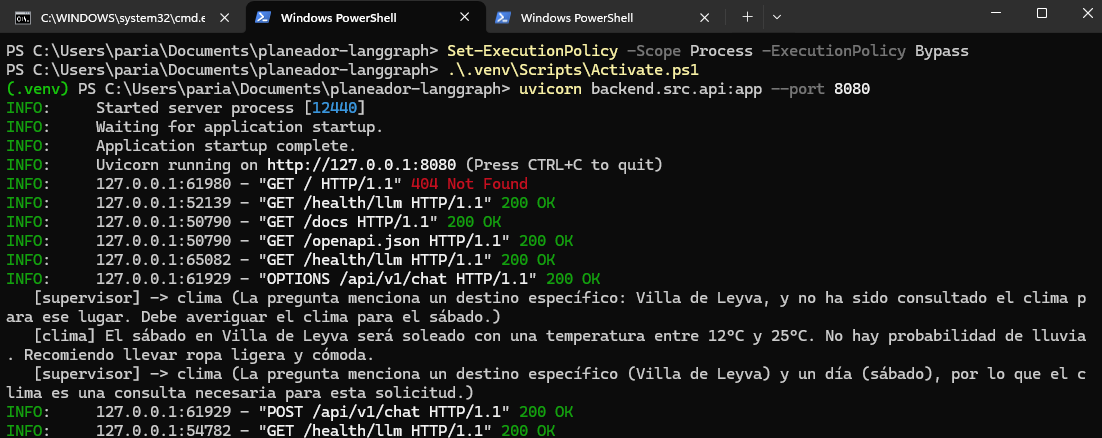 C:\WINDOWS\system32\cmd.e
Windows PowerShell
Windows PowerShell
PS C:\Users\paria\Documents\planeador-langgraph> Set-ExecutionPolicy -Scope Process -ExecutionPolicy Bypass
PS C:\Users\paria\Documents\planeador-langgraph> .\.venv\Scripts\Activate.ps1
(.venv) PS C:\Users\paria\Documents\planeador-langgraph> uvicorn backend.src.api:app --port 8080
INFO:     Started server process [12440]
INFO:     Waiting for application startup.
INFO:     Application startup complete.
INFO:     Uvicorn running on http://127.0.0.1:8080 (Press CTRL+C to quit)
INFO:     127.0.0.1:61980 - "GET / HTTP/1.1" 404 Not Found
INFO:     127.0.0.1:52139 - "GET /health/llm HTTP/1.1" 200 OK
INFO:     127.0.0.1:50790 - "GET /docs HTTP/1.1" 200 OK
INFO:     127.0.0.1:50790 - "GET /openapi.json HTTP/1.1" 200 OK
INFO:     127.0.0.1:65082 - "GET /health/llm HTTP/1.1" 200 OK
INFO:     127.0.0.1:61929 - "OPTIONS /api/v1/chat HTTP/1.1" 200 OK
   [supervisor] -> clima (La pregunta menciona un destino específico: Villa de Leyva, y no ha sido consultado el clima p
ara ese lugar. Debe averiguar el clima para el sábado.)
   [clima] El sábado en Villa de Leyva será soleado con una temperatura entre 12°C y 25°C. No hay probabilidad de lluvia
. Recomiendo llevar ropa ligera y cómoda.
   [supervisor] -> clima (La pregunta menciona un destino específico (Villa de Leyva) y un día (sábado), por lo que el c
lima es una consulta necesaria para esta solicitud.)
INFO:     127.0.0.1:61929 - "POST /api/v1/chat HTTP/1.1" 200 OK
INFO:     127.0.0.1:54782 - "GET /health/llm HTTP/1.1" 200 OK